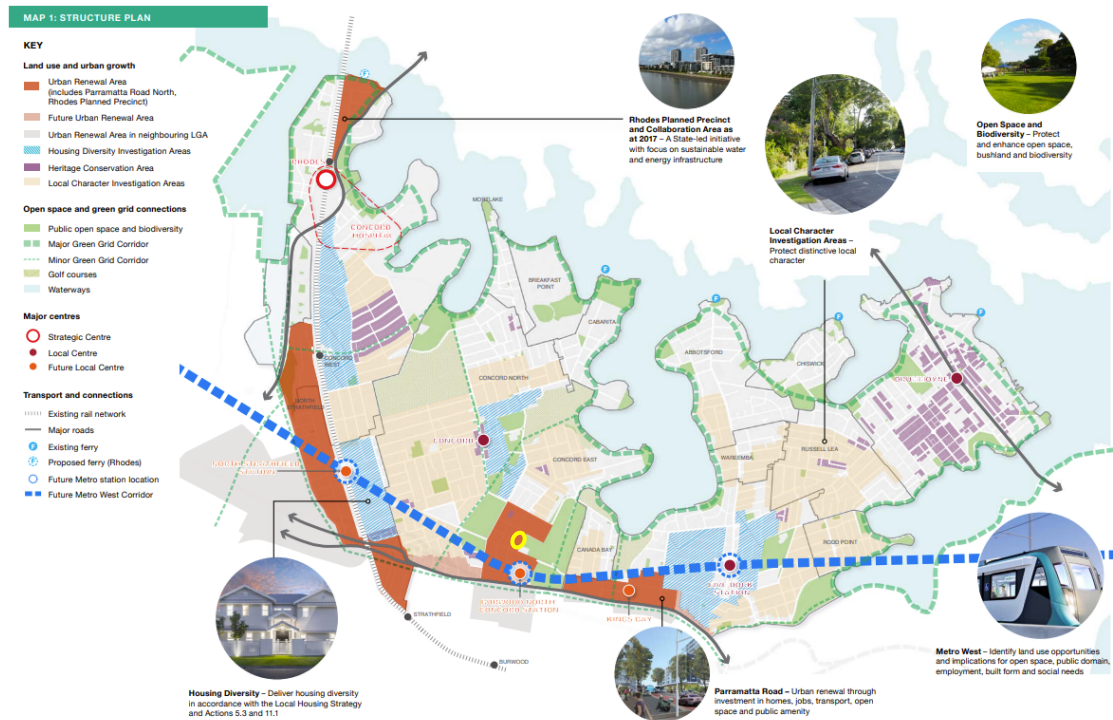 MAP 1: STRUCTURE PLAN
KEY
Land use and urban growth
Urban Renewal Area
(includes Parramatta Road North,
Rhodes Planned Precinct)
Future Urban Renewal Area
Urban Renewal Area in neighbouring LGA
Housing Diversity Investigation Areas
Heritage Conservation Area
Local Character Investigation Areas
Open space and green grid connections
Public open space and biodiversity
Major Green Grid Corridor
Minor Green Grid Corridor
Golf courses
Waterways
Major centres
Strategic Centre
Local Centre
Future Local Centre
Transport and connections
Existing rail network
Major roads
F
Existing ferry
F
Proposed ferry (Rhodes)
Future Metro station location
Future Metro West Corridor
Rhodes Planned Precinct
and Collaboration Area as
at 2017 – A State-led initiative
with focus on sustainable water
and energy infrastructure
Open Space and
Biodiversity – Protect
and enhance open space,
bushland and biodiversity
Local Character
Investigation Areas –
Protect distinctive local
character
RHODES
CONCORD
HOSPITAL
MORTLAKE
BREAKFAST
POINT
CABARITA
ABBOTSFORD
CHISWICK
CONCORD
WEST
CONCORD NORTH
NORTH
STRATHFIELD
CONCORD
RUSSELL LEA
WAREEMBA
CONCORD EAST
NORTH STRATHFIELD
STATION
CANADA BAY
RODD POINT
FIVE DOCK
STATION
BURWOOD NORTH
CONCORD STATION
KINGS BAY
STRATHFIELD
BURWOOD
Housing Diversity – Deliver housing diversity
in accordance with the Local Housing Strategy
and Actions 5.3 and 11.1
Parramatta Road – Urban renewal through
investment in homes, jobs, transport, open
space and public amenity
Metro West – Identify land use opportunities
and implications for open space, public domain,
employment, built form and social needs